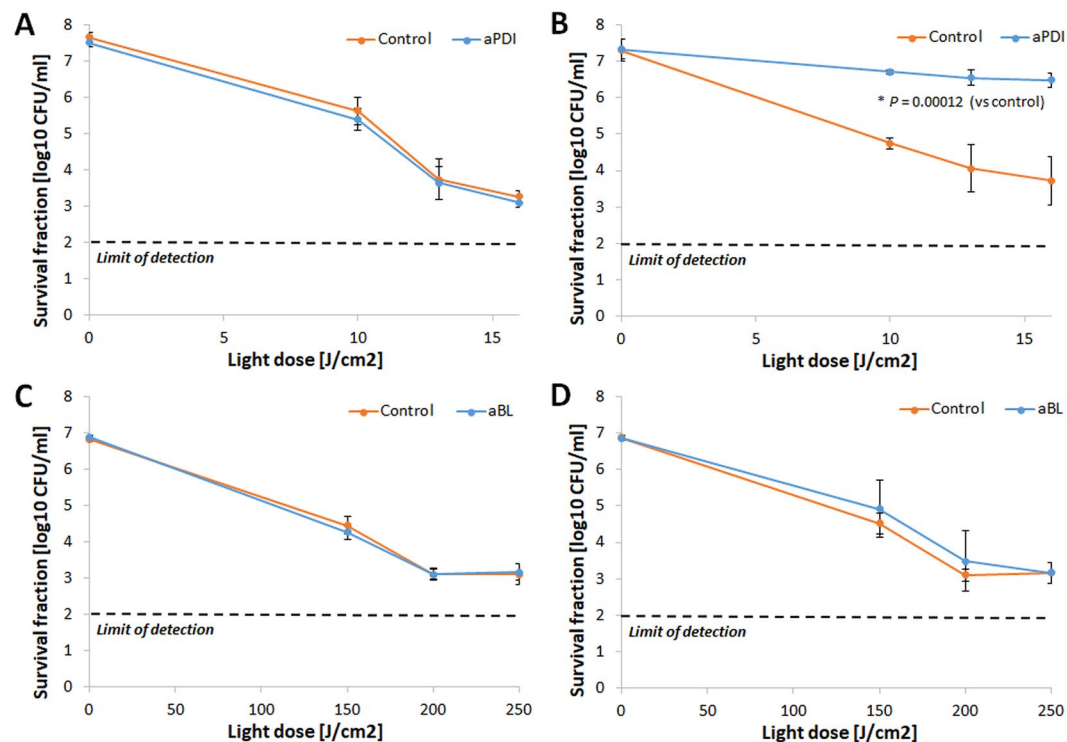 A
8
7
6
5
4
3
2
1
0
Survival fraction [log10 CFU/ml]
Control aPDI
Limit of detection
0 5 10 15
Light dose [J/cm2]
B
8
7
6
5
4
3
2
1
0
Survival fraction [log10 CFU/ml]
Control aPDI
* P = 0.00012 (vs control)
Limit of detection
0 5 10 15
Light dose [J/cm2]
C
8
7
6
5
4
3
2
1
0
Survival fraction [log10 CFU/ml]
Control aBL
Limit of detection
0 50 100 150 200 250
Light dose [J/cm2]
D
8
7
6
5
4
3
2
1
0
Survival fraction [log10 CFU/ml]
Control aBL
Limit of detection
0 50 100 150 200 250
Light dose [J/cm2]